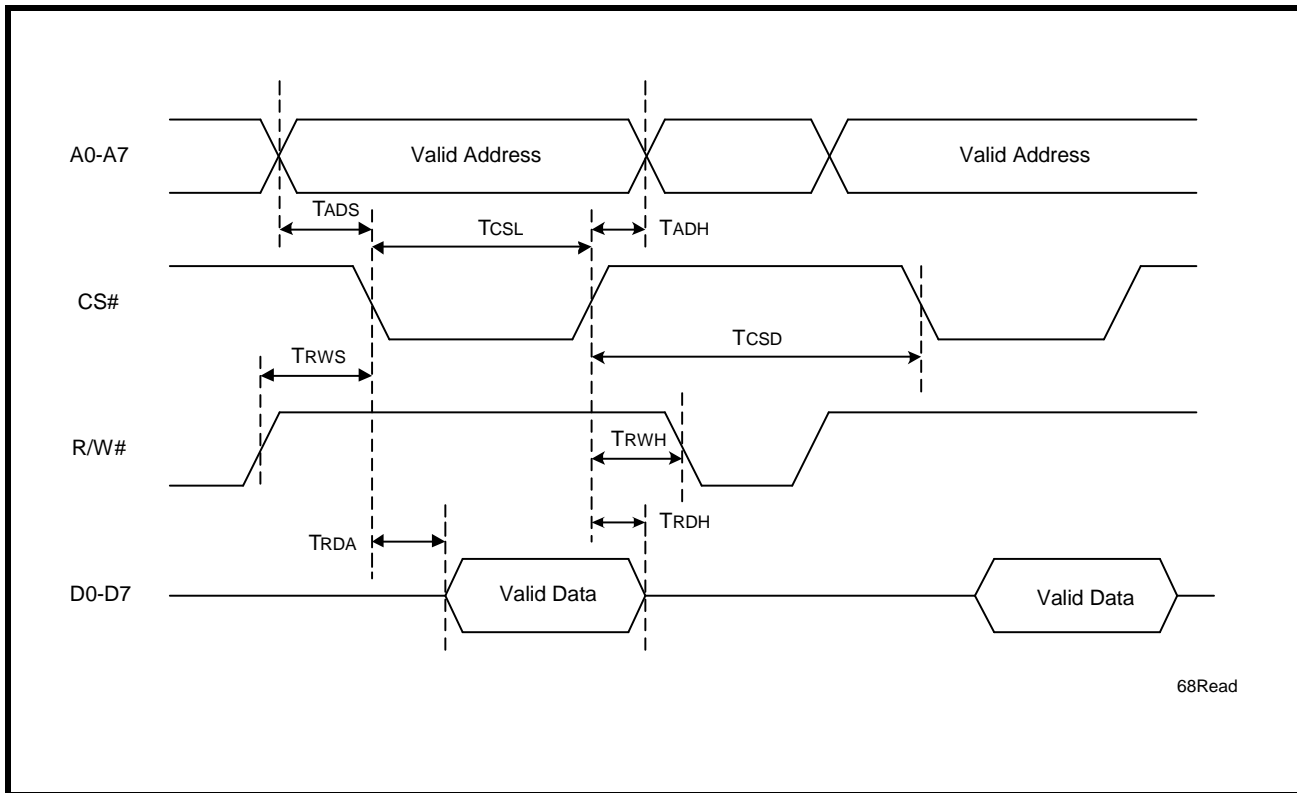 A0-A7
Valid Address
Valid Address
TADS
TCSL
TADH
CS#
TCSD
TRWS
R/W#
TRWH
TRDH
TRDA
D0-D7
Valid Data
Valid Data
68Read